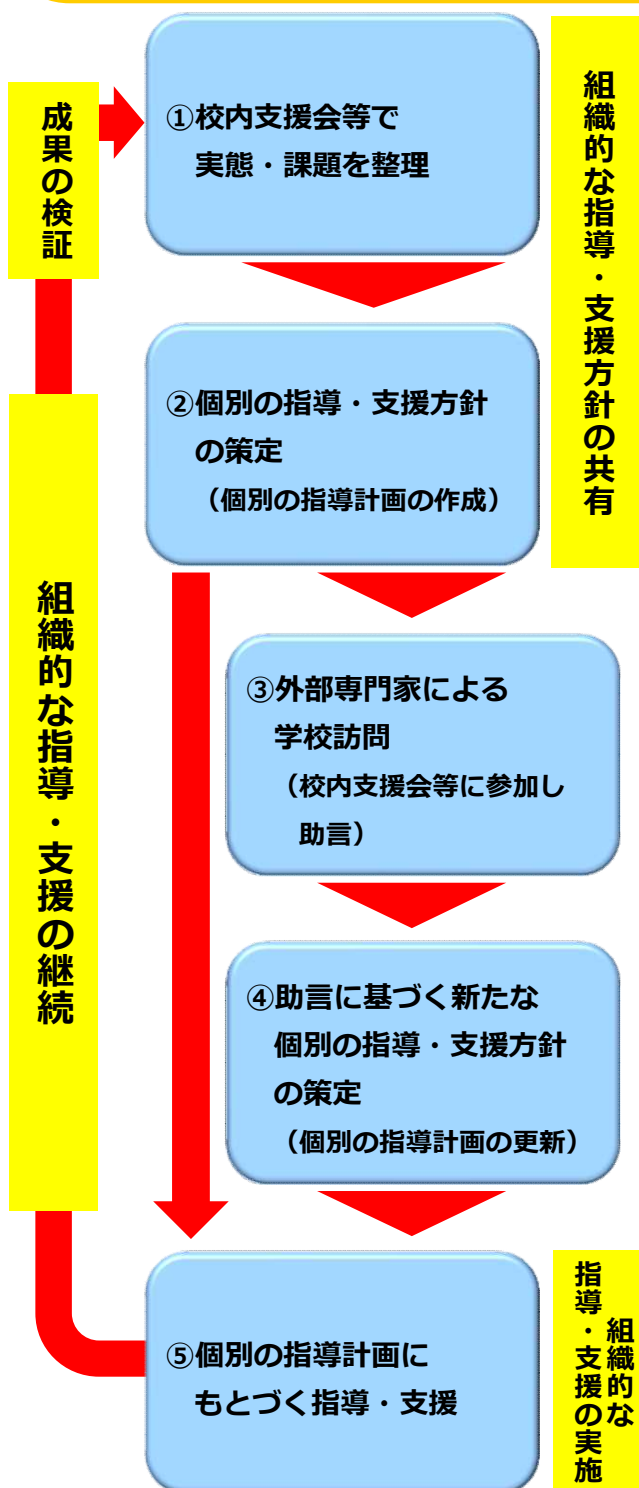 成果の検証
①校内支援会等で
実態・課題を整理
組織的な指導・支援方針の共有
②個別の指導・支援方針
の策定
（個別の指導計画の作成）
組織的な指導・支援の継続
③外部専門家による
学校訪問
（校内支援会等に参加し
助言）
④助言に基づく新たな
個別の指導・支援方針
の策定
（個別の指導計画の更新）
⑤個別の指導計画に
もとづく指導・支援
組織的な
指導・支援の実施